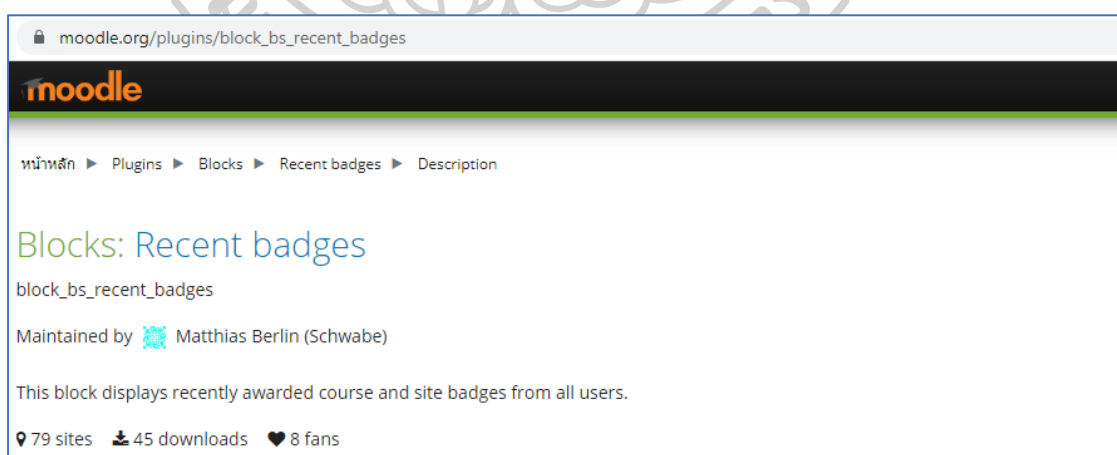 moodle.org/plugins/block_bs_recent_badges
moodle
หน้าหลัก ▶ Plugins ▶ Blocks ▶ Recent badges ▶ Description
Blocks: Recent badges
block_bs_recent_badges
Maintained by Matthias Berlin (Schwabe)
This block displays recently awarded course and site badges from all users.
79 sites 45 downloads 8 fans